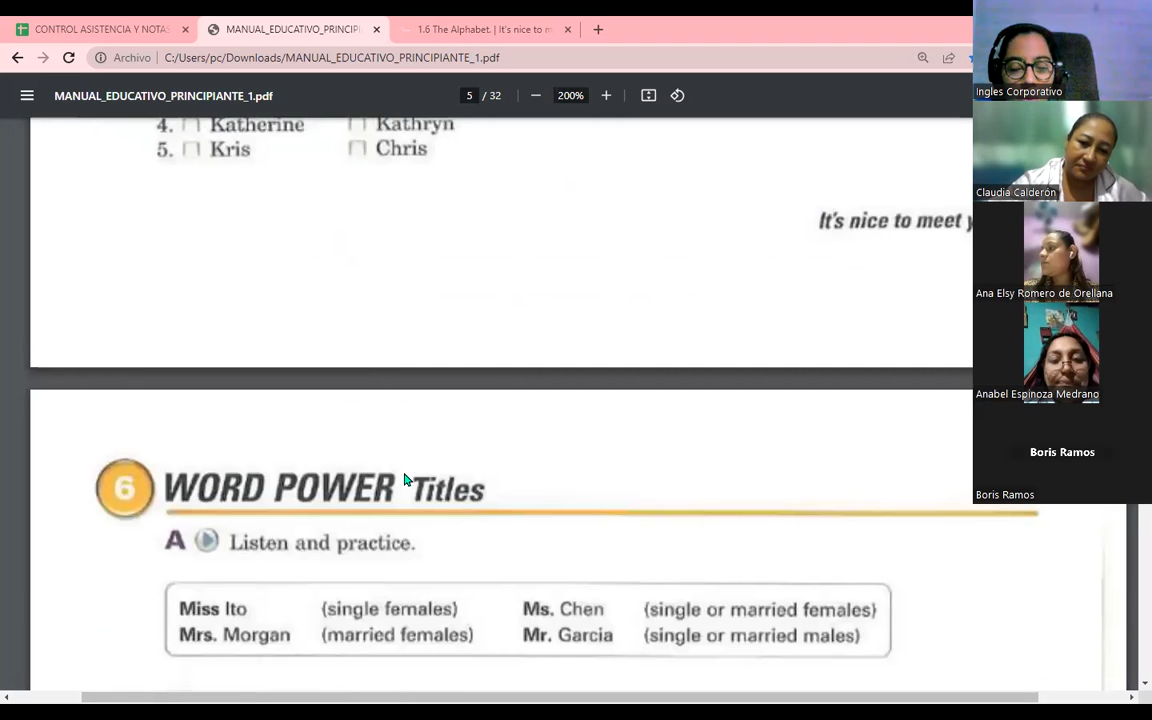 CONTROL ASISTENCIA Y NOTAS
MANUAL_EDUCATIVO_PRINCIPI
1.6 The Alphabet. | It's nice to m
Archivo
C:/Users/pc/Downloads/MANUAL_EDUCATIVO_PRINCIPIANTE_1.pdf
MANUAL_EDUCATIVO_PRINCIPIANTE_1.pdf
5 / 32
200%
4. Katherine Kathryn
5. Kris Chris
It's nice to meet y
6 WORD POWER Titles
A Listen and practice.
Miss Ito (single females) Ms. Chen (single or married females)
Mrs. Morgan (married females) Mr. Garcia (single or married males)
Ingles Corporativo
Claudia Calderón
Ana Elsy Romero de Orellana
Anabel Espinoza Medrano
Boris Ramos
Boris Ramos